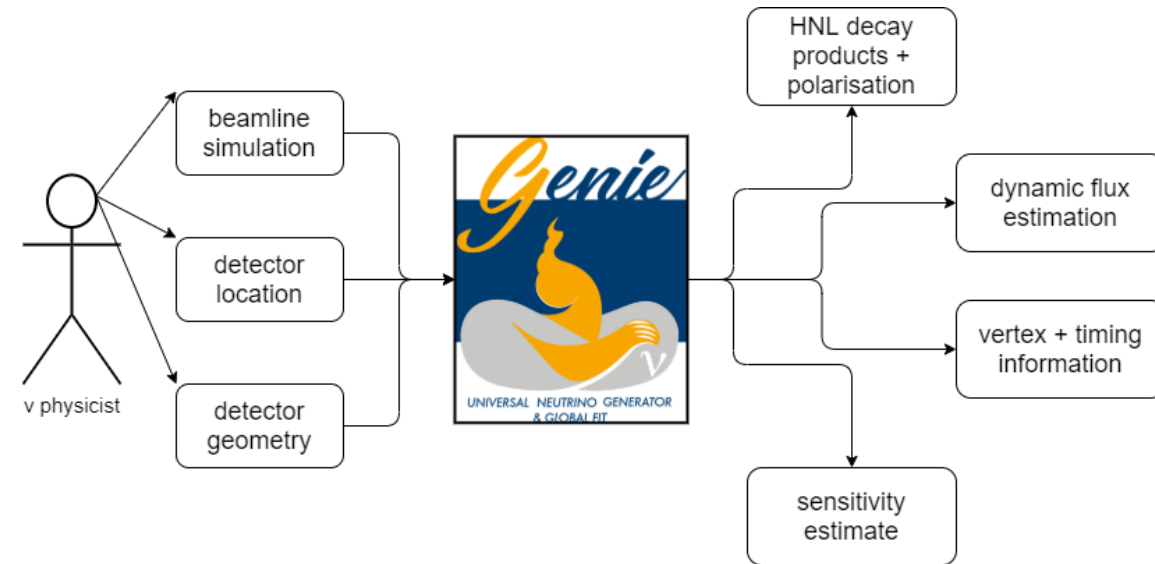 ν physicist
beamline
simulation
detector
location
detector
geometry
Genie
ν
UNIVERSAL NEUTRINO GENERATOR
& GLOBAL FIT
HNL decay
products +
polarisation
dynamic flux
estimation
vertex + timing
information
sensitivity
estimate